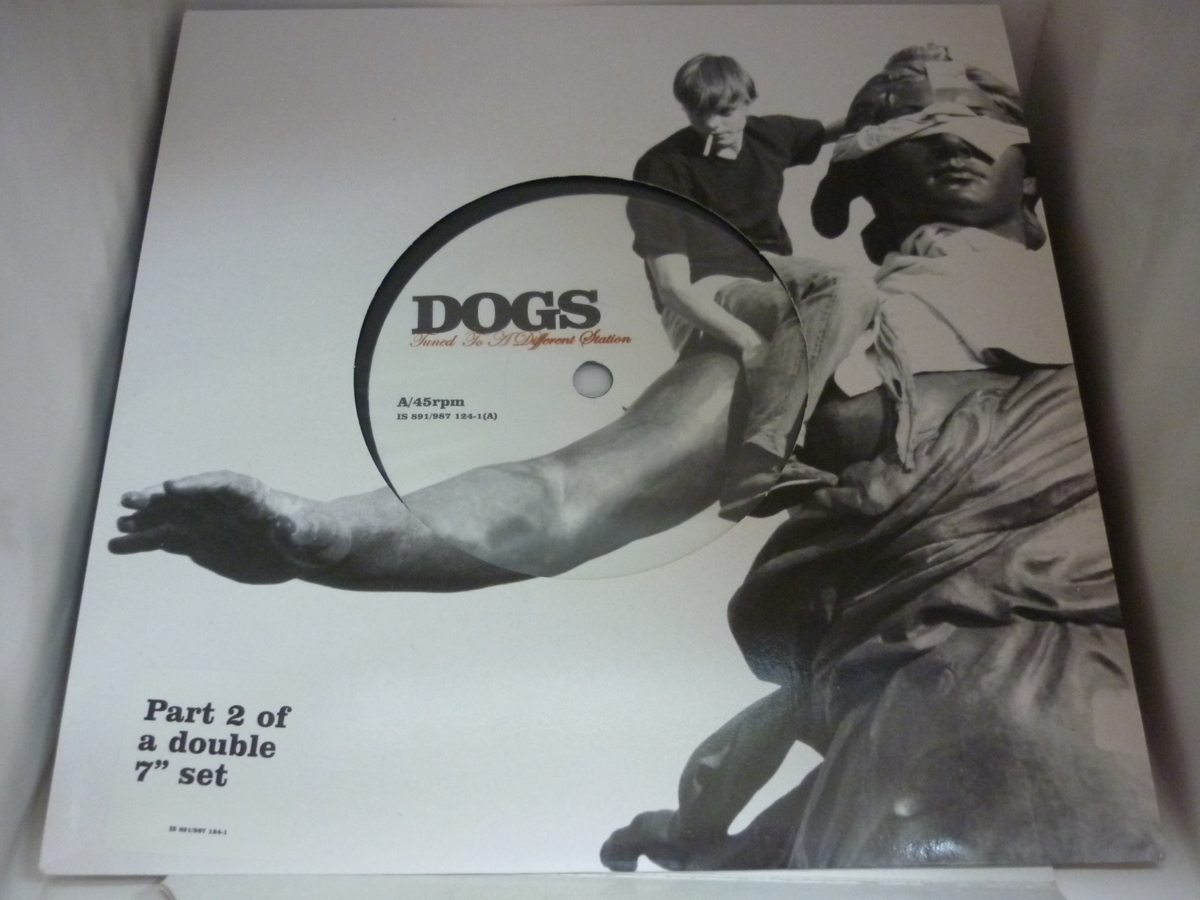 DOGS
Tuned To A Different Station
A/45rpm
IS 891/987 124-1(A)
Part 2 of
a double
7” set
IS 891/987 124-1